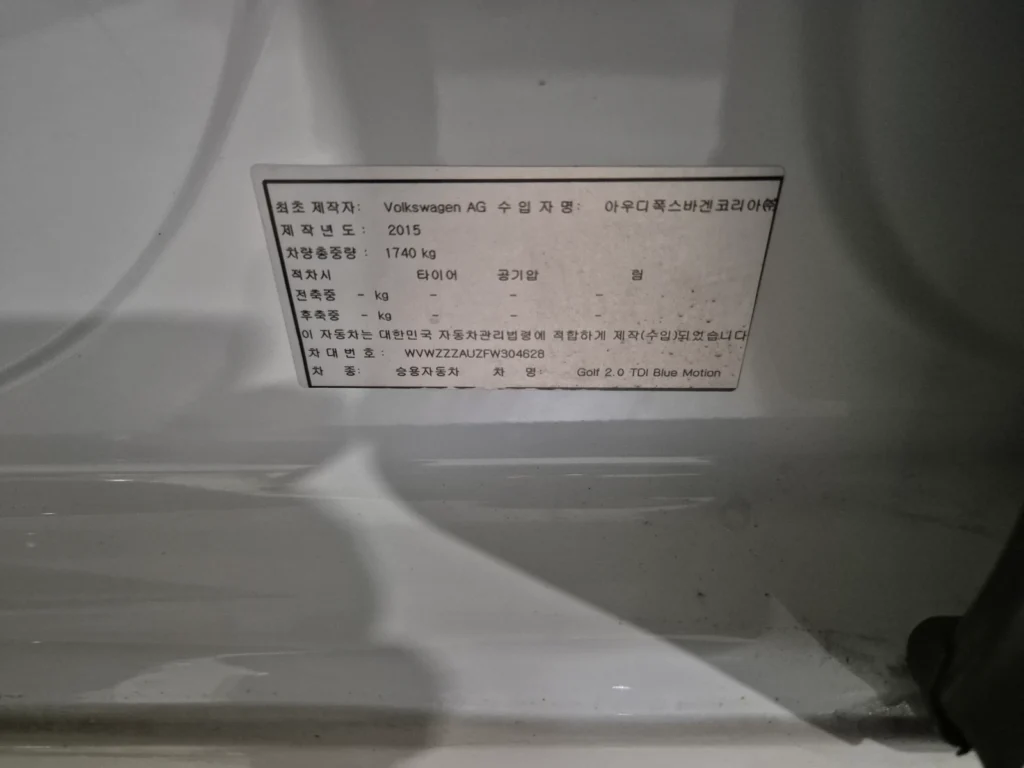 최초 제작자: Volkswagen AG 수 입 자 명: 아우디폭스바겐코리아㈜
제 작 년 도 : 2015
차량총중량 : 1740 kg
적차시 타이어 공기압 림
전축중 - kg - - -
후축중 - kg - - - -
이 자동차는 대한민국 자동차관리법령에 적합하게 제작(수입)되었습니다
차 대 번 호 : WVWZZZAUZFW304628
차 종: 승용자동차 차 명: Golf 2.0 TDI Blue Motion